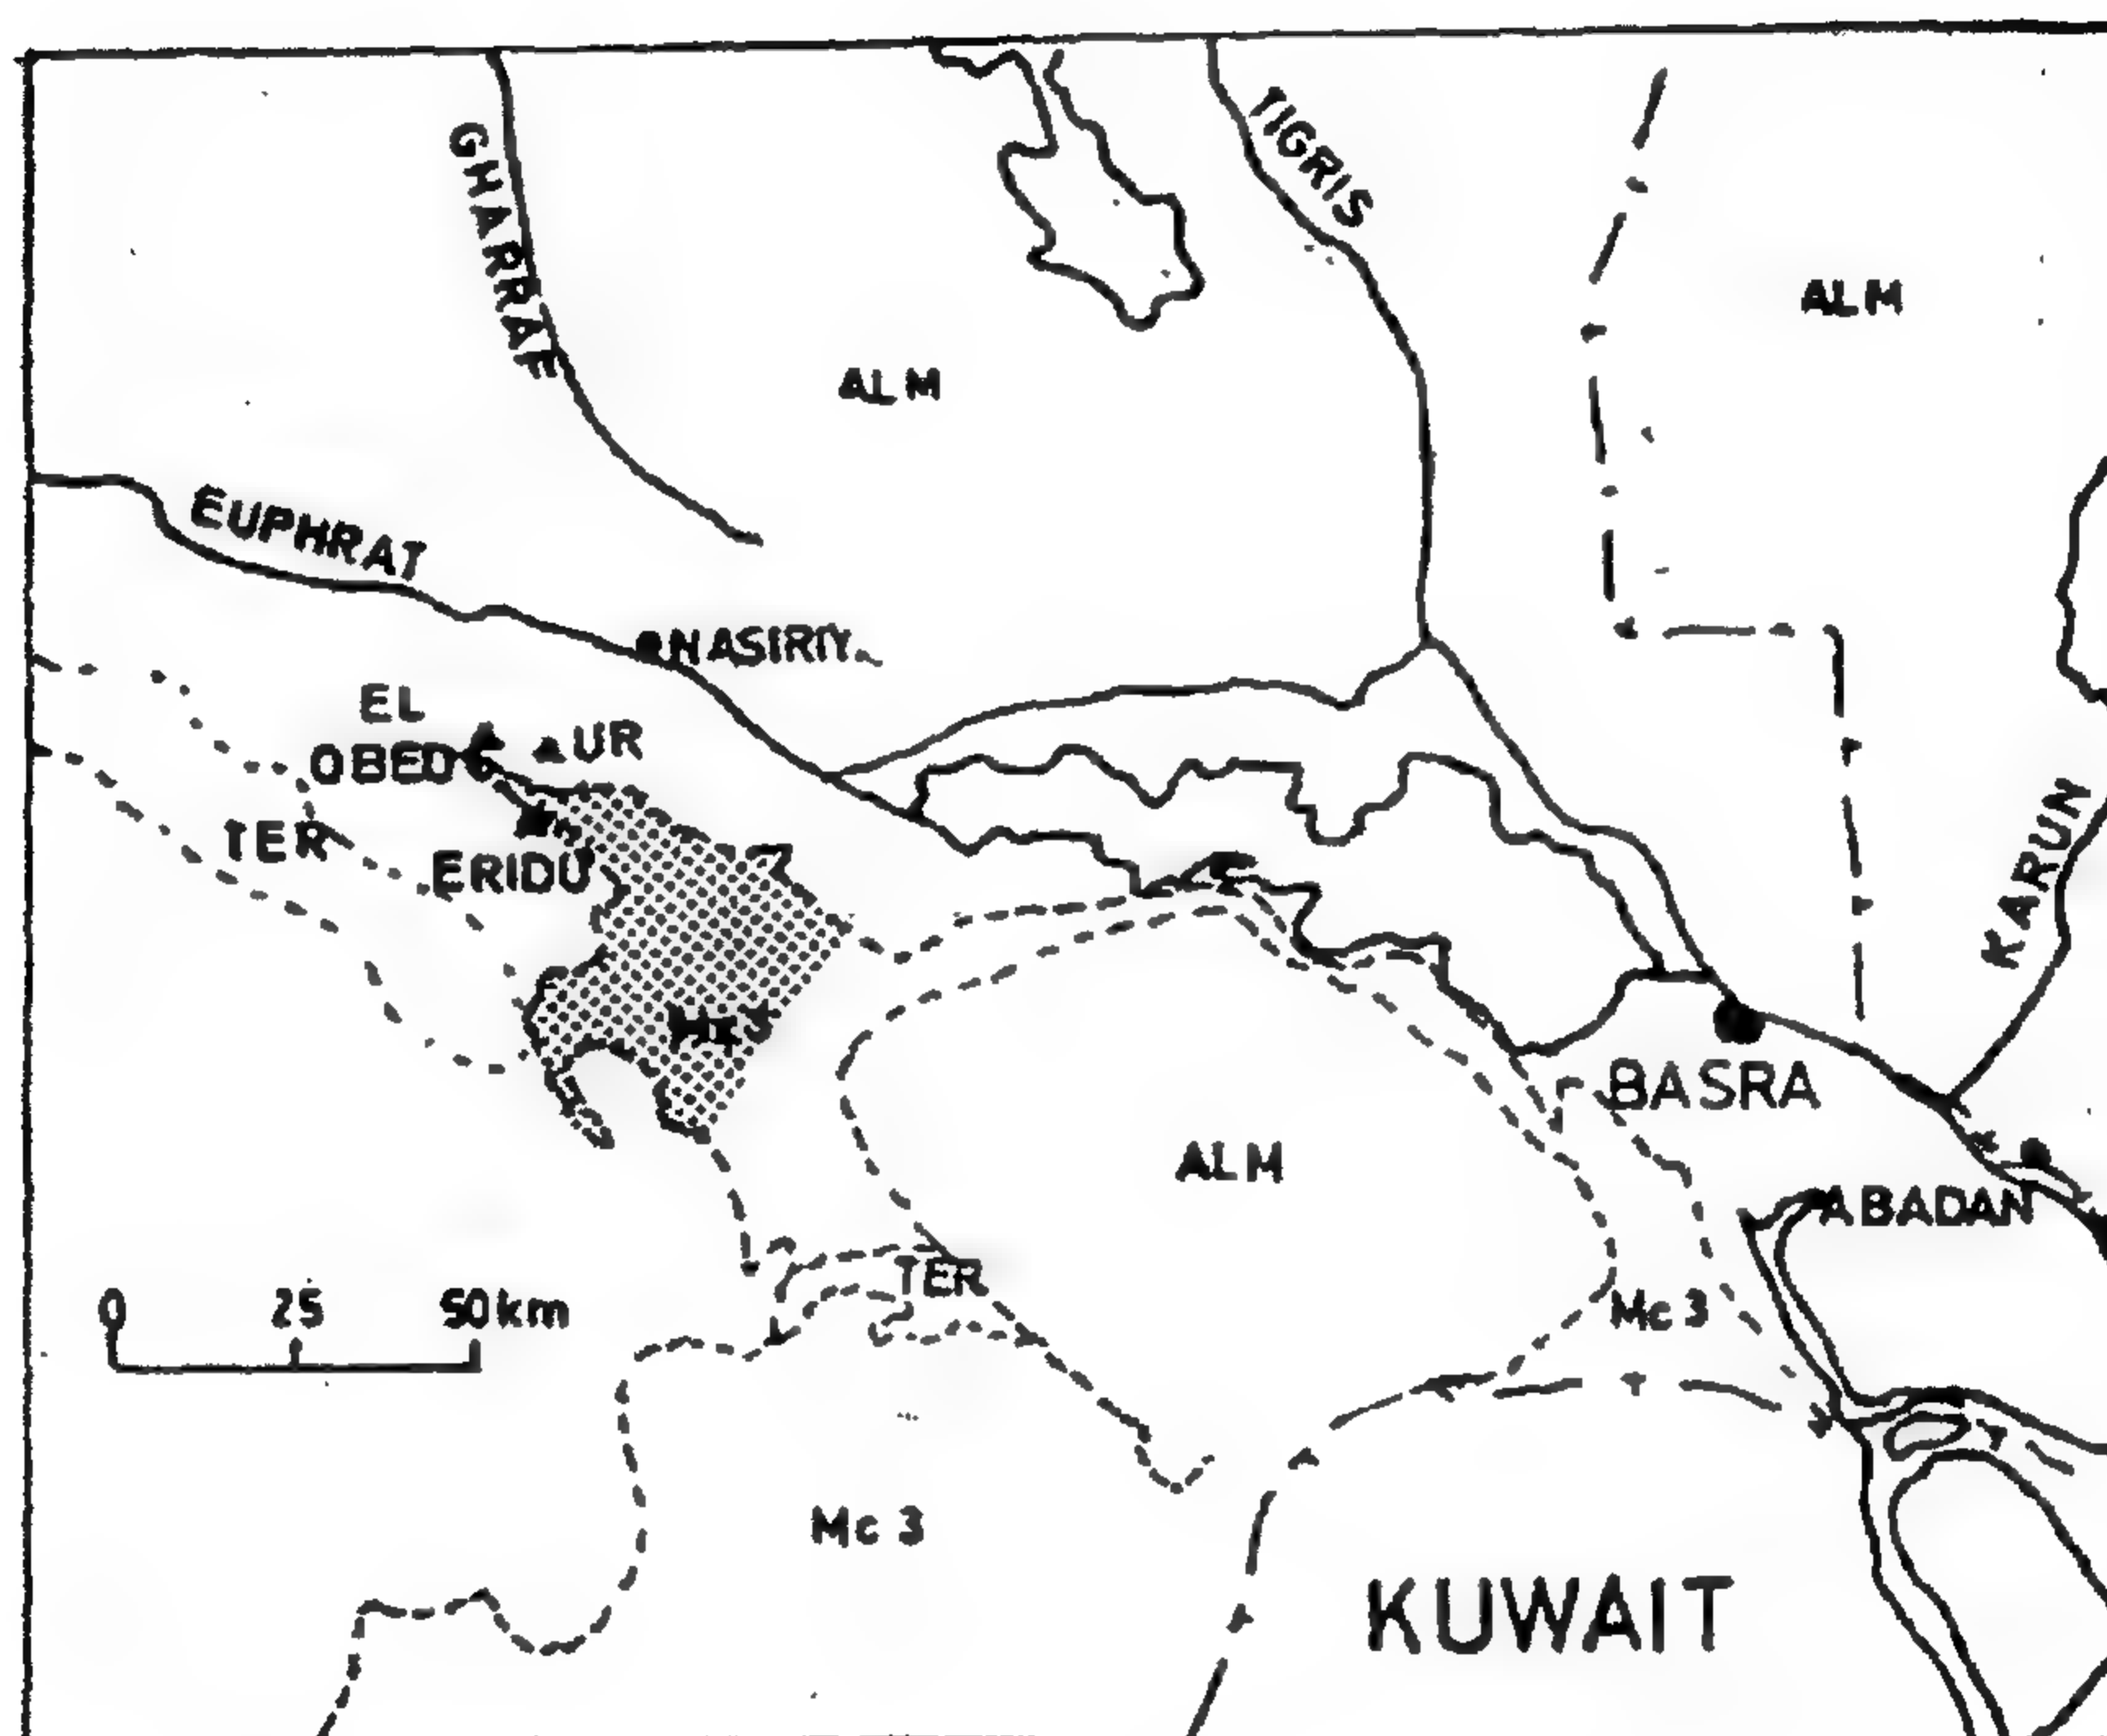 GHARRAF
TIGRIS
ALM
ALM
EUPHRAT
NASIRIY
EL
OBED
UR
TER
ERIDU
KARUN
BASRA
ALM
ABADAN
TER
0 25 50km
Mc 3
Mc 3
KUWAIT